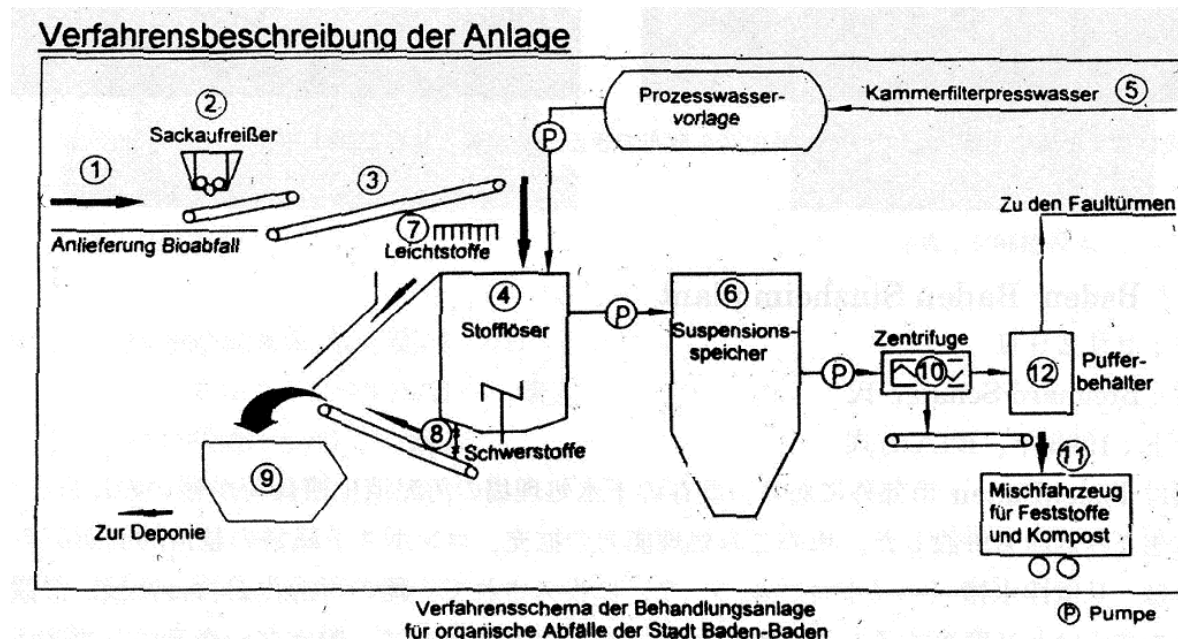 Verfahrensbeschreibung der Anlage
②
Sackaufreißer
①
③
Anlieferung Bioabfall
Prozesswasser-
vorlage
Kammerfilterpresswasser ⑤
P
⑦
Leichtstoffe
④
Stofflöser
P
⑥
Suspensions-
speicher
P
Zentrifuge
⑩
Zu den Faultürmen
⑫
Puffer-
behälter
⑧
Schwerstoffe
⑨
Zur Deponie
⑪
Mischfahrzeug
für Feststoffe
und Kompost
Verfahrensschema der Behandlungsanlage
für organische Abfälle der Stadt Baden-Baden
Ⓟ Pumpe